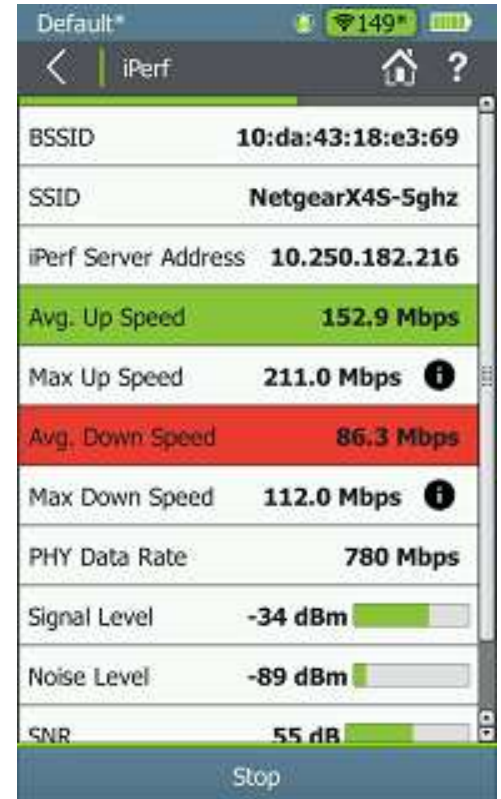 Default*
149*
iPerf
?
BSSID 10:da:43:18:e3:69
SSID NetgearX4S-5ghz
iPerf Server Address 10.250.182.216
Avg. Up Speed 152.9 Mbps
Max Up Speed 211.0 Mbps i
Avg. Down Speed 86.3 Mbps
Max Down Speed 112.0 Mbps i
PHY Data Rate 780 Mbps
Signal Level -34 dBm
Noise Level -89 dBm
SNR 55 dB
Stop